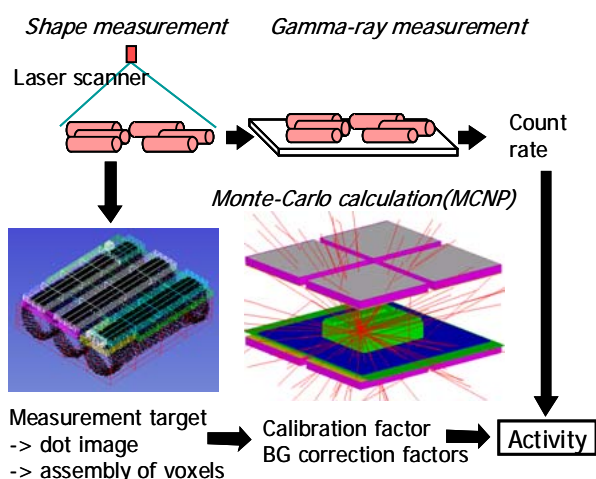 Shape measurement
Gamma-ray measurement
Laser scanner
Count
rate
Monte-Carlo calculation(MCNP)
Measurement target
-> dot image
-> assembly of voxels
Calibration factor
BG correction factors
Activity